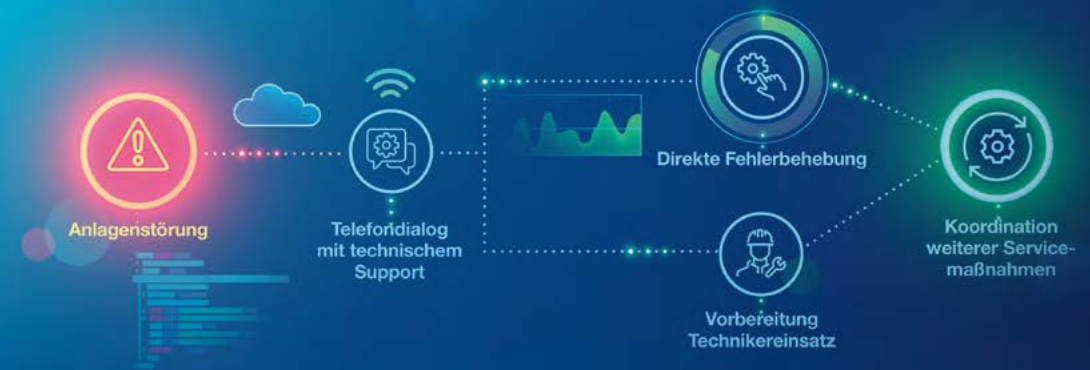 Anlagenstörung
Telefondialog
mit technischem
Support
Direkte Fehlerbehebung
Vorbereitung
Technikereinsatz
Koordination
weiterer Service-
maßnahmen